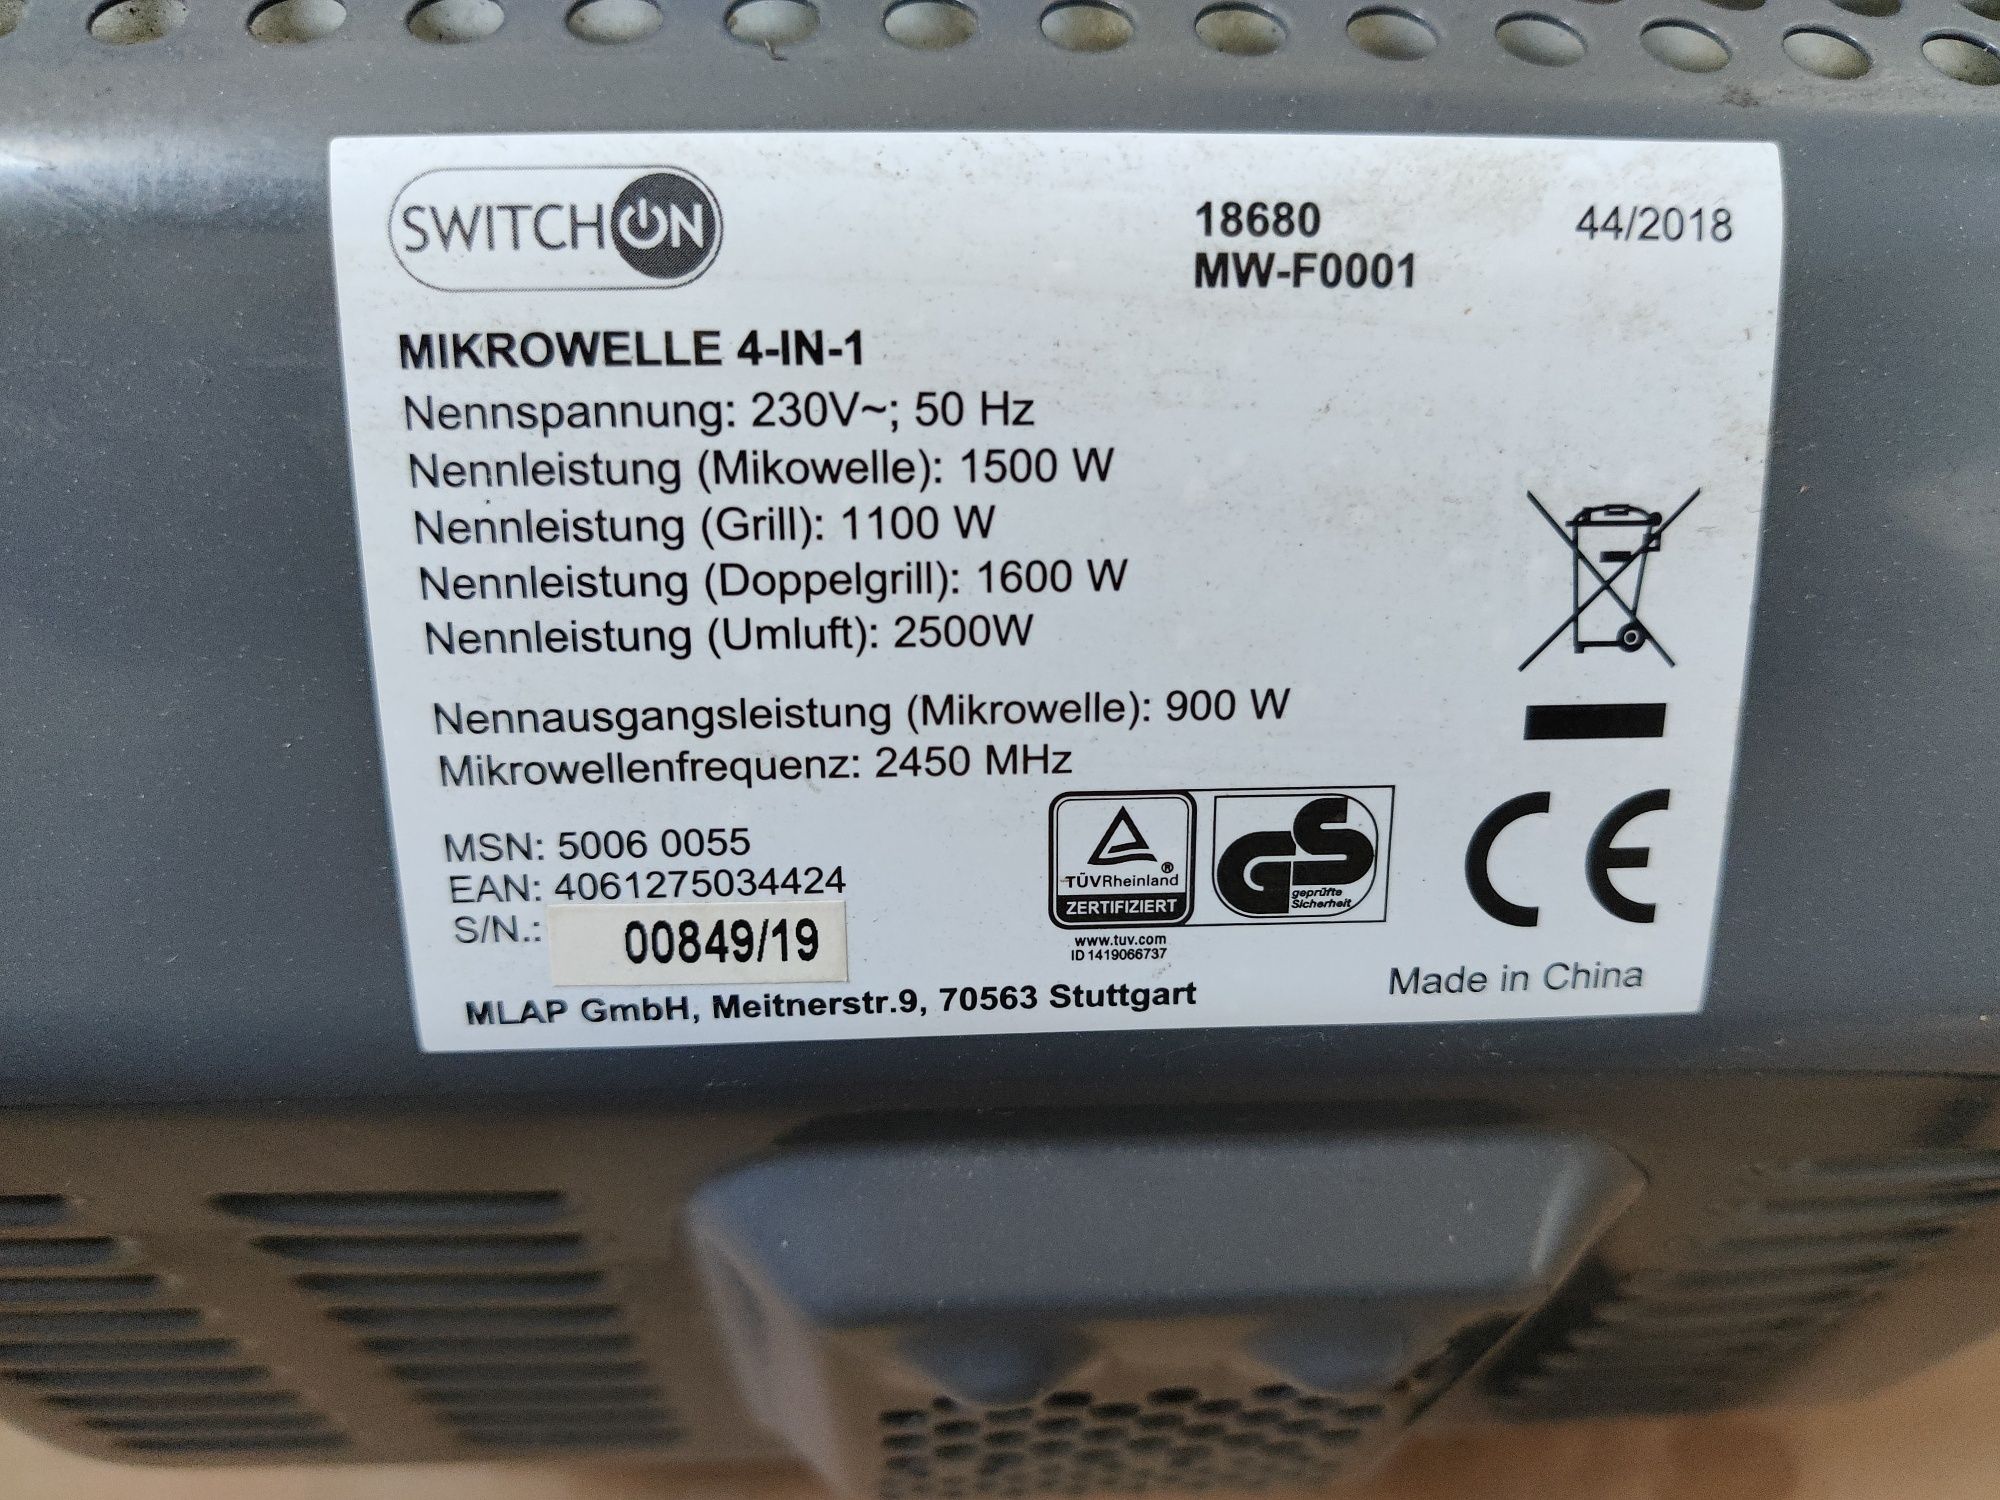 SWITCHON
18680
44/2018
MW-F0001
MIKROWELLE 4-IN-1
Nennspannung: 230V~; 50 Hz
Nennleistung (Mikowelle): 1500 W
Nennleistung (Grill): 1100 W
Nennleistung (Doppelgrill): 1600 W
Nennleistung (Umluft): 2500W
Nennausgangsleistung (Mikrowelle): 900 W
Mikrowellenfrequenz: 2450 MHz
MSN: 5006 0055
EAN: 4061275034424
S/N.: 00849/19
MLAP GmbH, Meitnerstr.9, 70563 Stuttgart
TÜVRheinland ®
ZERTIFIZIERT
www.tuv.com
ID 1419066737
GS
geprüfte
Sicherheit
CE
Made in China